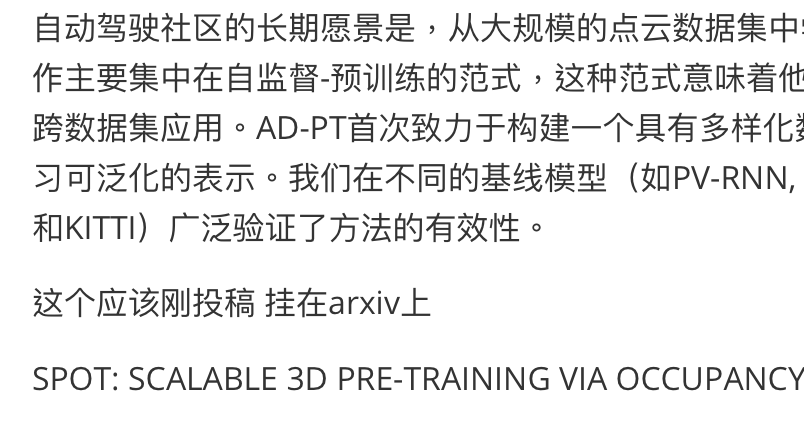 自动驾驶社区的长期愿景是，从大规模的点云数据集中
作主要集中在自监督-预训练的范式，这种范式意味着他
跨数据集应用。AD-PT首次致力于构建一个具有多样化
习可泛化的表示。我们在不同的基线模型（如PV-RNN,
和KITTI）广泛验证了方法的有效性。
这个应该刚投稿 挂在arxiv上
SPOT: SCALABLE 3D PRE-TRAINING VIA OCCUPANCY